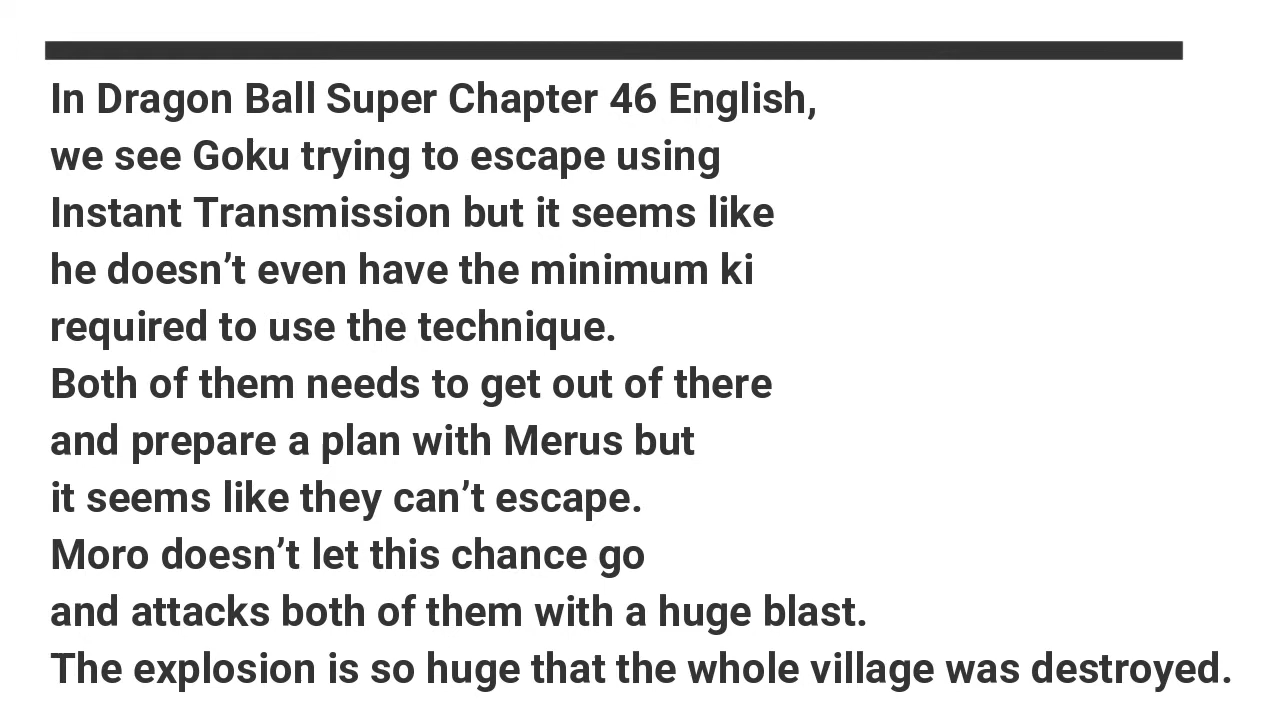 In Dragon Ball Super Chapter 46 English,
we see Goku trying to escape using
Instant Transmission but it seems like
he doesn’t even have the minimum ki
required to use the technique.
Both of them needs to get out of there
and prepare a plan with Merus but
it seems like they can’t escape.
Moro doesn’t let this chance go
and attacks both of them with a huge blast.
The explosion is so huge that the whole village was destroyed.